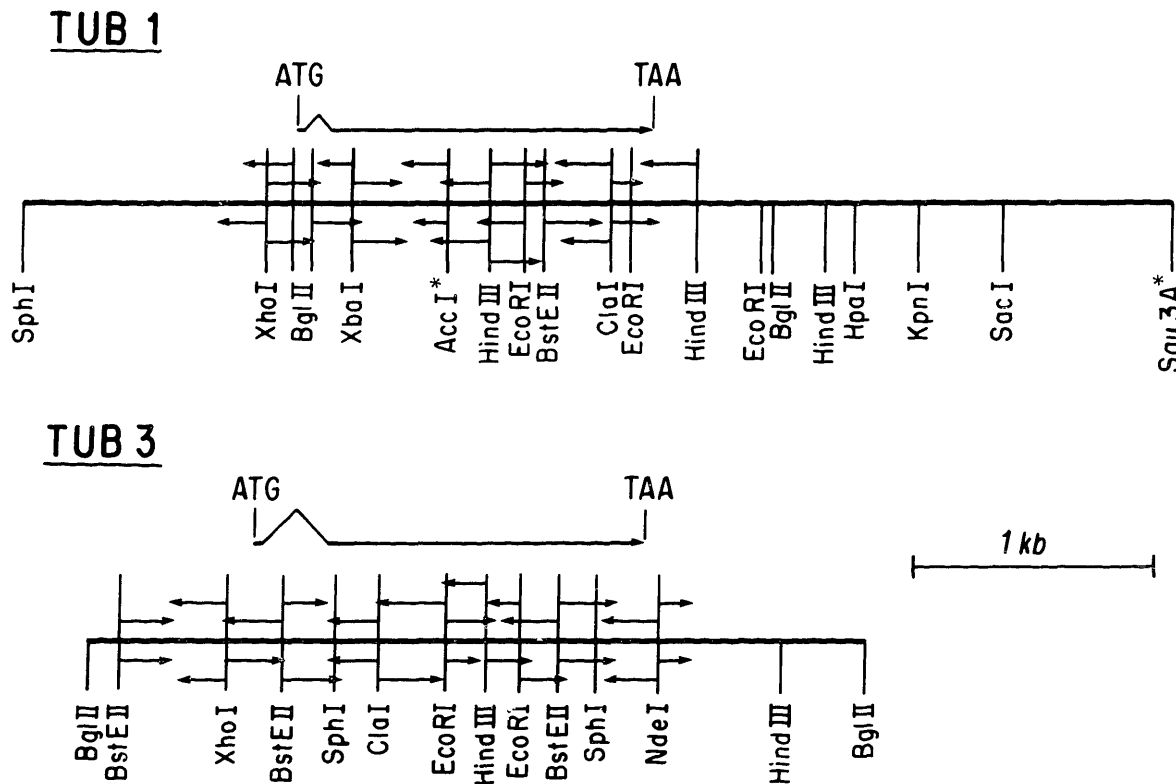 TUB 1
ATG TAA
SphI XhoI BglII XbaI AccI* HindIII EcoRI BstEII ClaI EcoRI HindIII EcoRI BglII HindIII HpaI KpnI SacI Sau3A*
TUB 3
ATG TAA
1 kb
BglII BstEII XhoI BstEII SphI ClaI EcoRI HindIII EcoRI BstEII SphI NdeI HindIII BglII